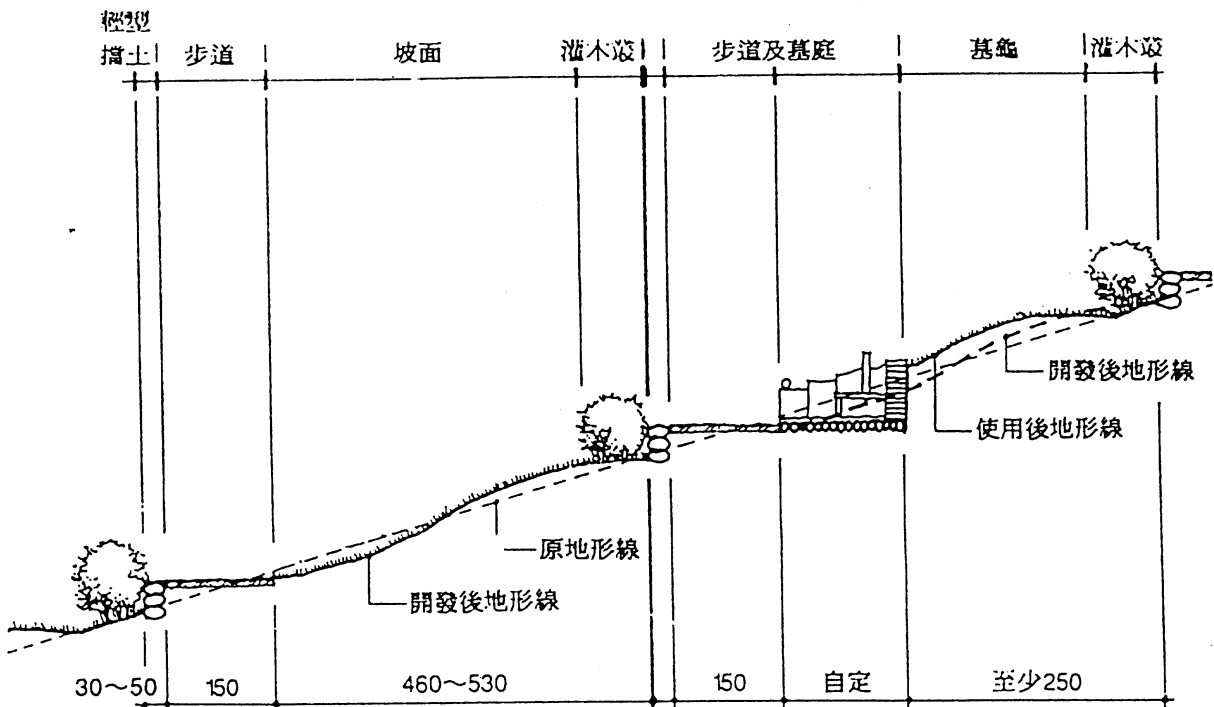 輕型
擋土 步道 坡面 灌木叢 步道及墓庭 墓龜 灌木叢
開發後地形線
使用後地形線
原地形線
開發後地形線
30～50 150 460～530 150 自定 至少250